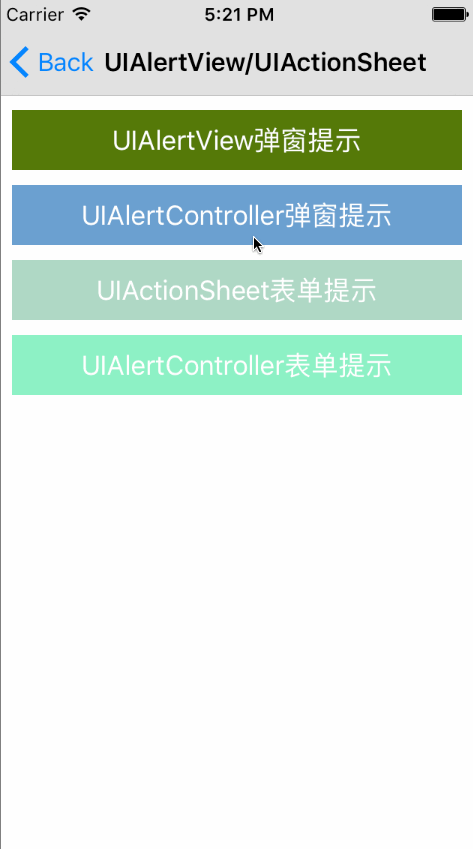 Carrier 5:21 PM
Back UIAlertView/UIActionSheet
UIAlertView弹窗提示
UIAlertController弹窗提示
UIActionSheet表单提示
UIAlertController表单提示